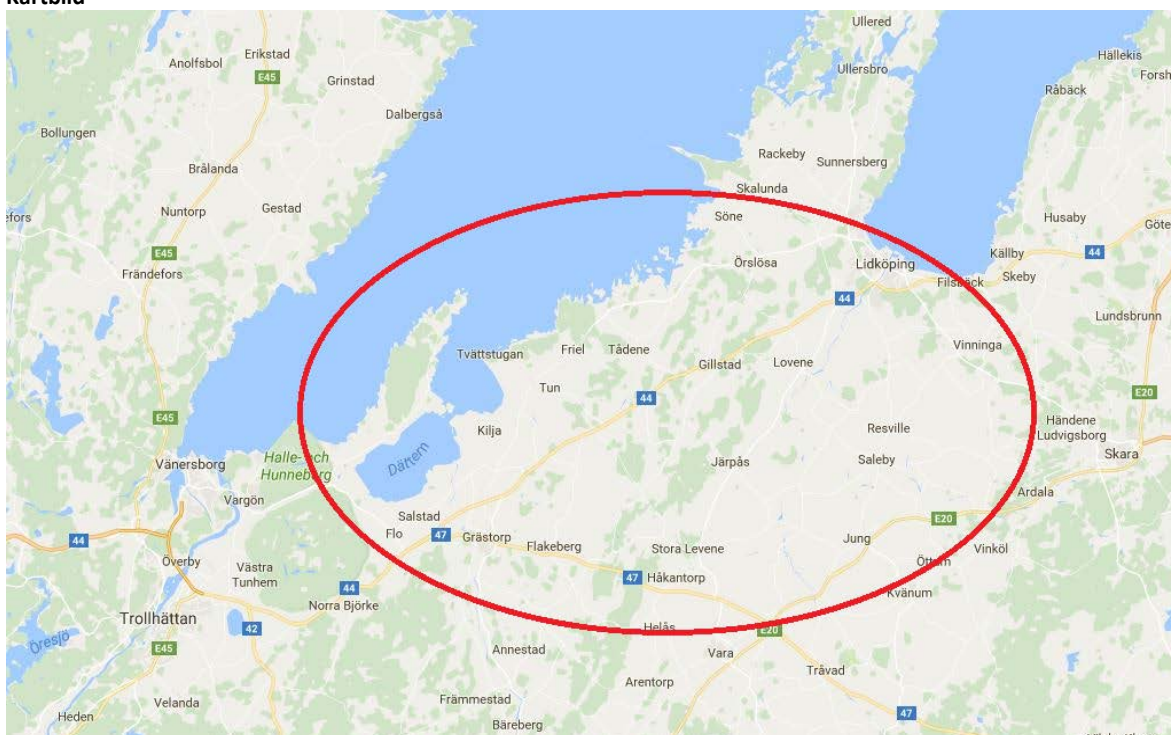 Kartbild
Ullered
Erikstad
Anolfsbol
Hällekis
E45
Grinstad
Ullersbro
Forsh
Råbäck
Dalbergså
Bollungen
Rackeby
Sunnersberg
Brålanda
Skalunda
Nuntorp
Gestad
efors
Söne
Husaby
Göte
E45
Källby
44
Frändefors
Örslösa
Lidköping
Skeby
Filsbäck
44
Lundsbrunn
Tvättstugan
Friel
Tådene
Vinninga
Gillstad
Lovene
Tun
44
E20
E45
Kilja
Resville
Händene
Ludvigsborg
Halle- och
Hunneberg
Dättern
Skara
Vänersborg
Järpås
Saleby
Vargön
Ardala
Salstad
E20
Flo
47
Grästorp
Jung
44
Flakeberg
Stora Levene
Vinköl
Öttum
Överby
Västra
Tunhem
47
Håkantorp
44
Kvänum
Norra Björke
Trollhättan
Öresjö
42
Helås
E20
E45
Annestad
Vara
Tråvad
Arentorp
Velanda
Främmestad
47
Heden
Bäreberg